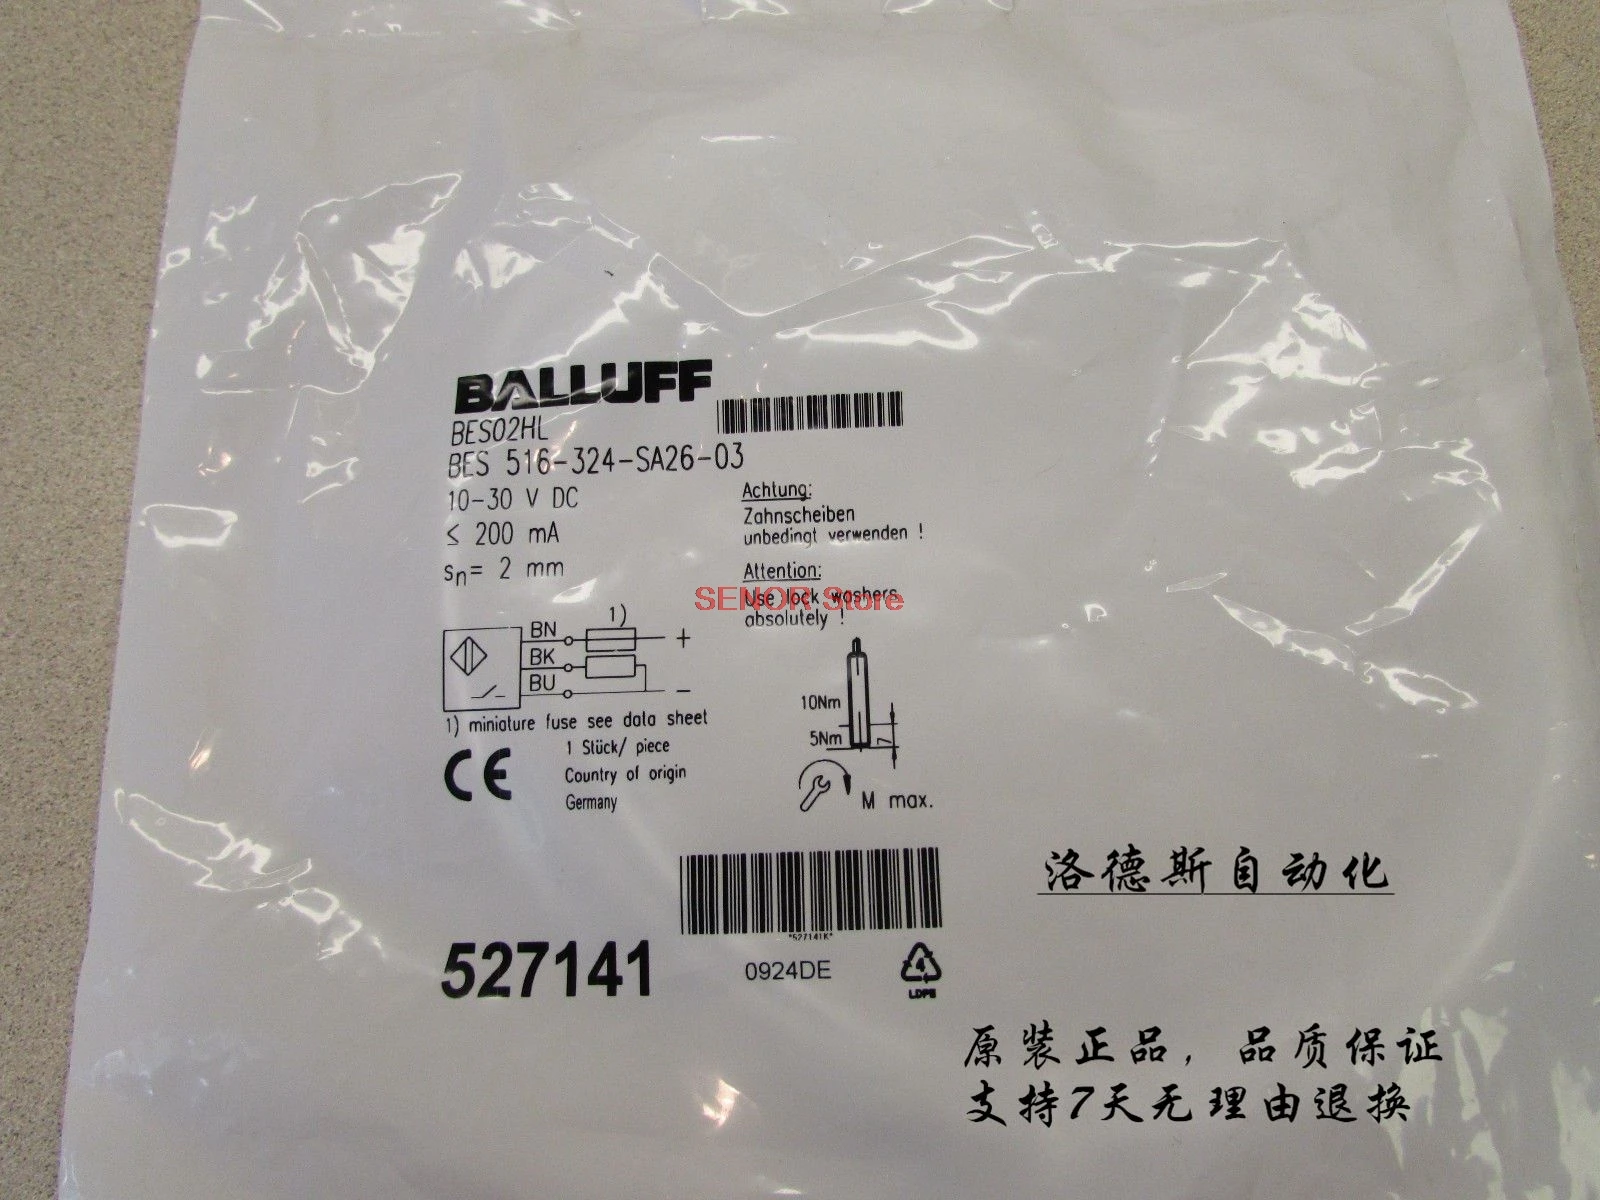 BALLUFF
BES02HL
BES 516-324-SA26-03
10-30 V DC
≤ 200 mA
sn= 2 mm
Achtung:
Zahnscheiben
unbedingt verwenden !
Attention:
Use lock washers
absolutely !
SENOR Store
1)
BN
+
BK
BU
−
1) miniature fuse see data sheet
1 Stück/ piece
Country of origin
Germany
CE
10Nm
5Nm
7
M max.
*527141K*
527141
0924DE
4
LDPE
洛德斯自动化
原装正品，品质保证
支持7天无理由退换